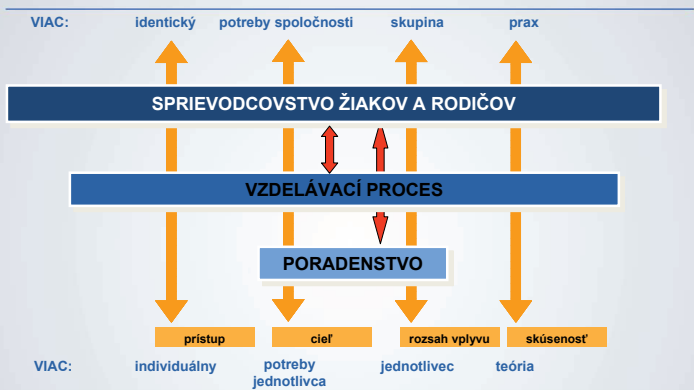 VIAC: identický potreby spoločnosti skupina prax
SPRIEVODCOVSTVO ŽIAKOV A RODIČOV
VZDELÁVACÍ PROCES
PORADENSTVO
prístup cieľ rozsah vplyvu skúsenosť
VIAC: individuálny potreby jednotlivec teória
jednotlivca